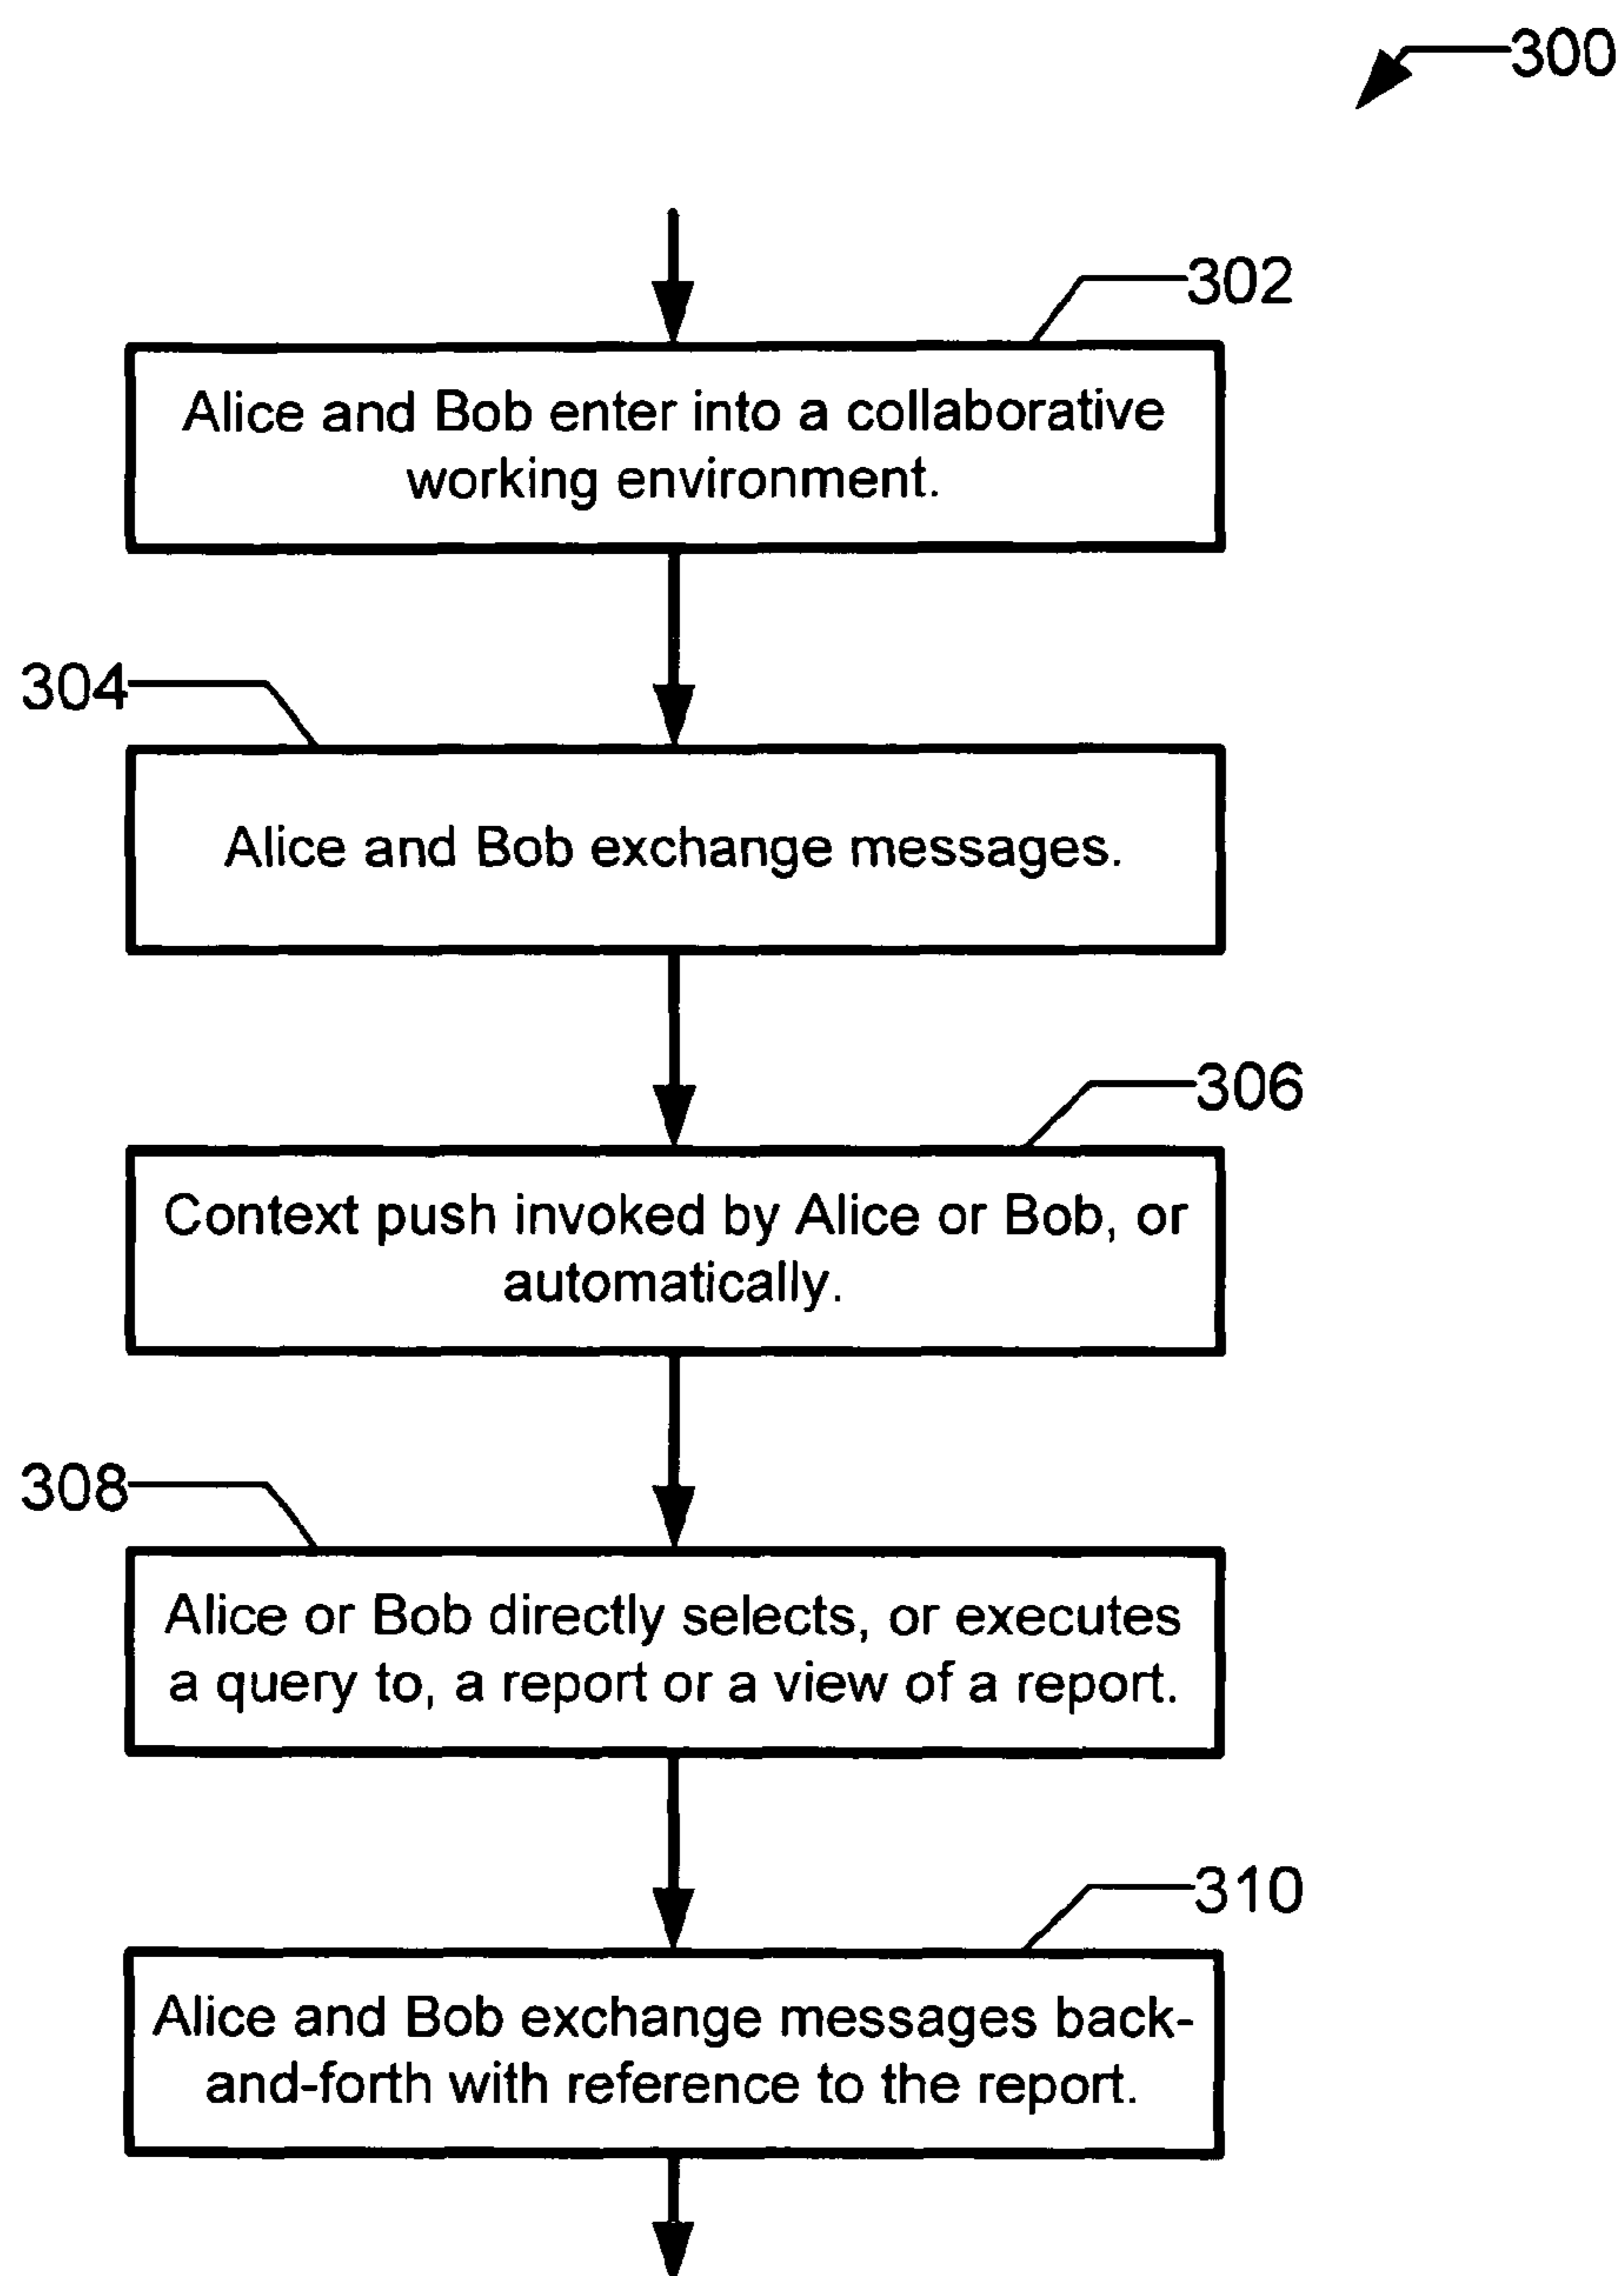 300
302
Alice and Bob enter into a collaborative
working environment.
304
Alice and Bob exchange messages.
306
Context push invoked by Alice or Bob, or
automatically.
308
Alice or Bob directly selects, or executes
a query to, a report or a view of a report.
310
Alice and Bob exchange messages back-
and-forth with reference to the report.